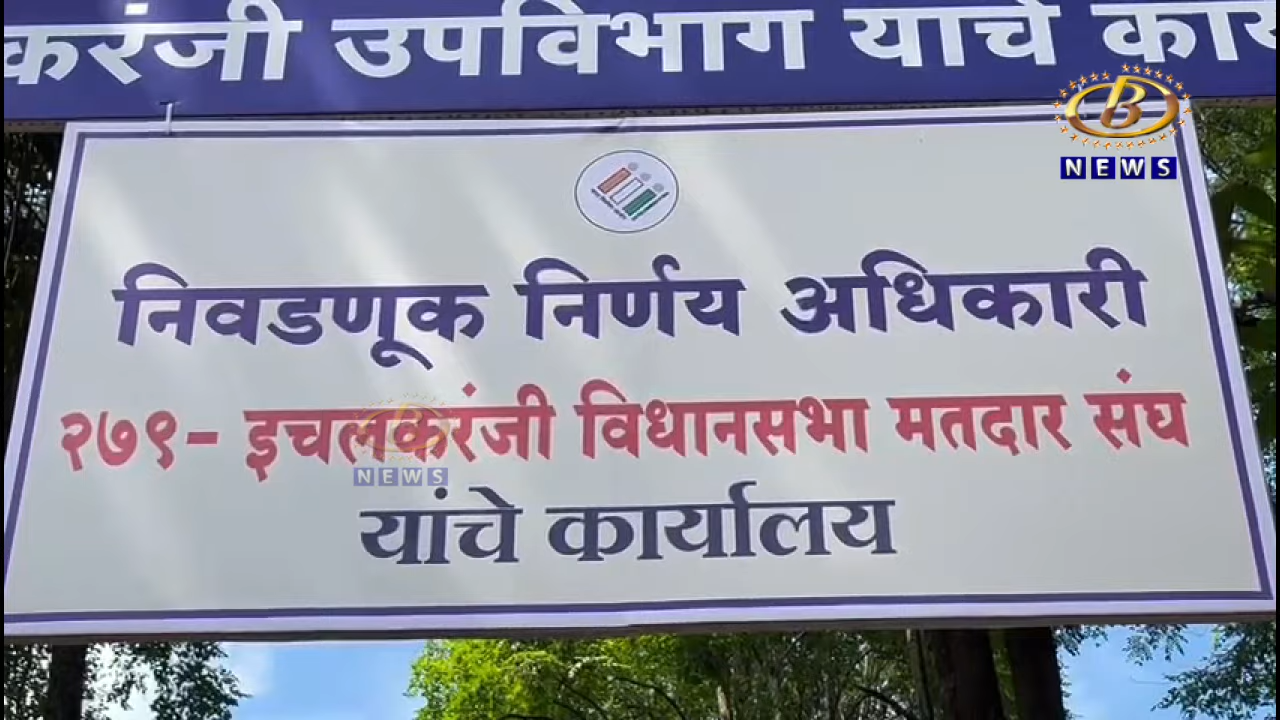 करंजी उपविभाग यांचे
B
NEWS
निवडणूक निर्णय अधिकारी
२७९- इचलकरंजी विधानसभा मतदार संघ
B
NEWS
यांचे कार्यालय